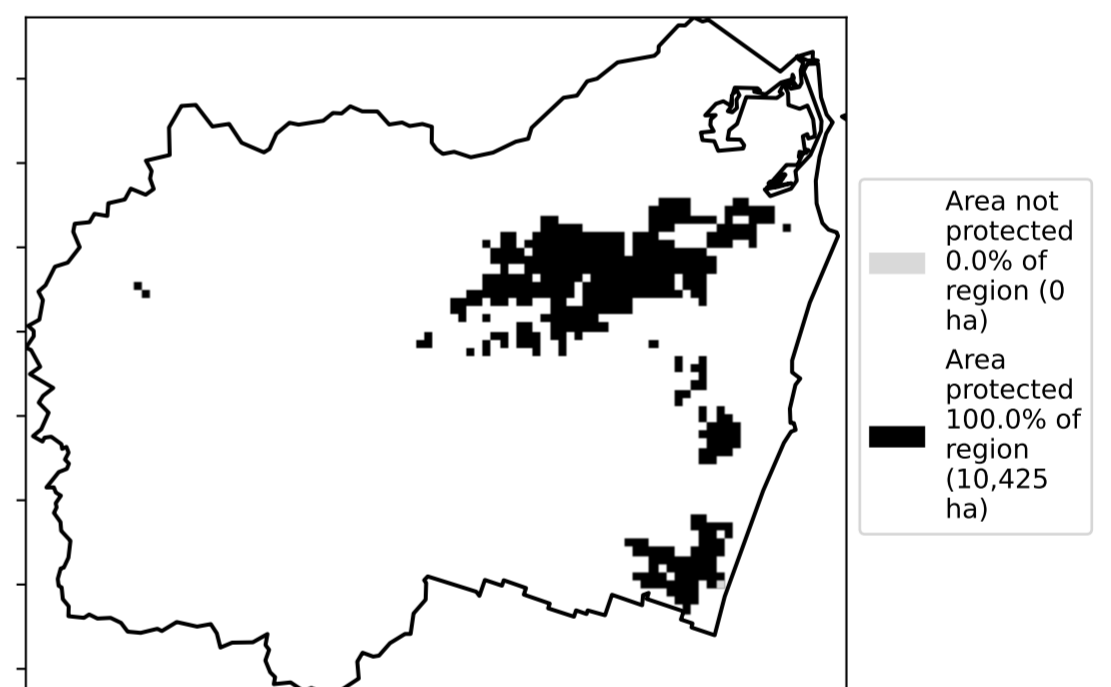 Area not
protected
0.0% of
region (0
ha)
Area
protected
100.0% of
region
(10,425
ha)